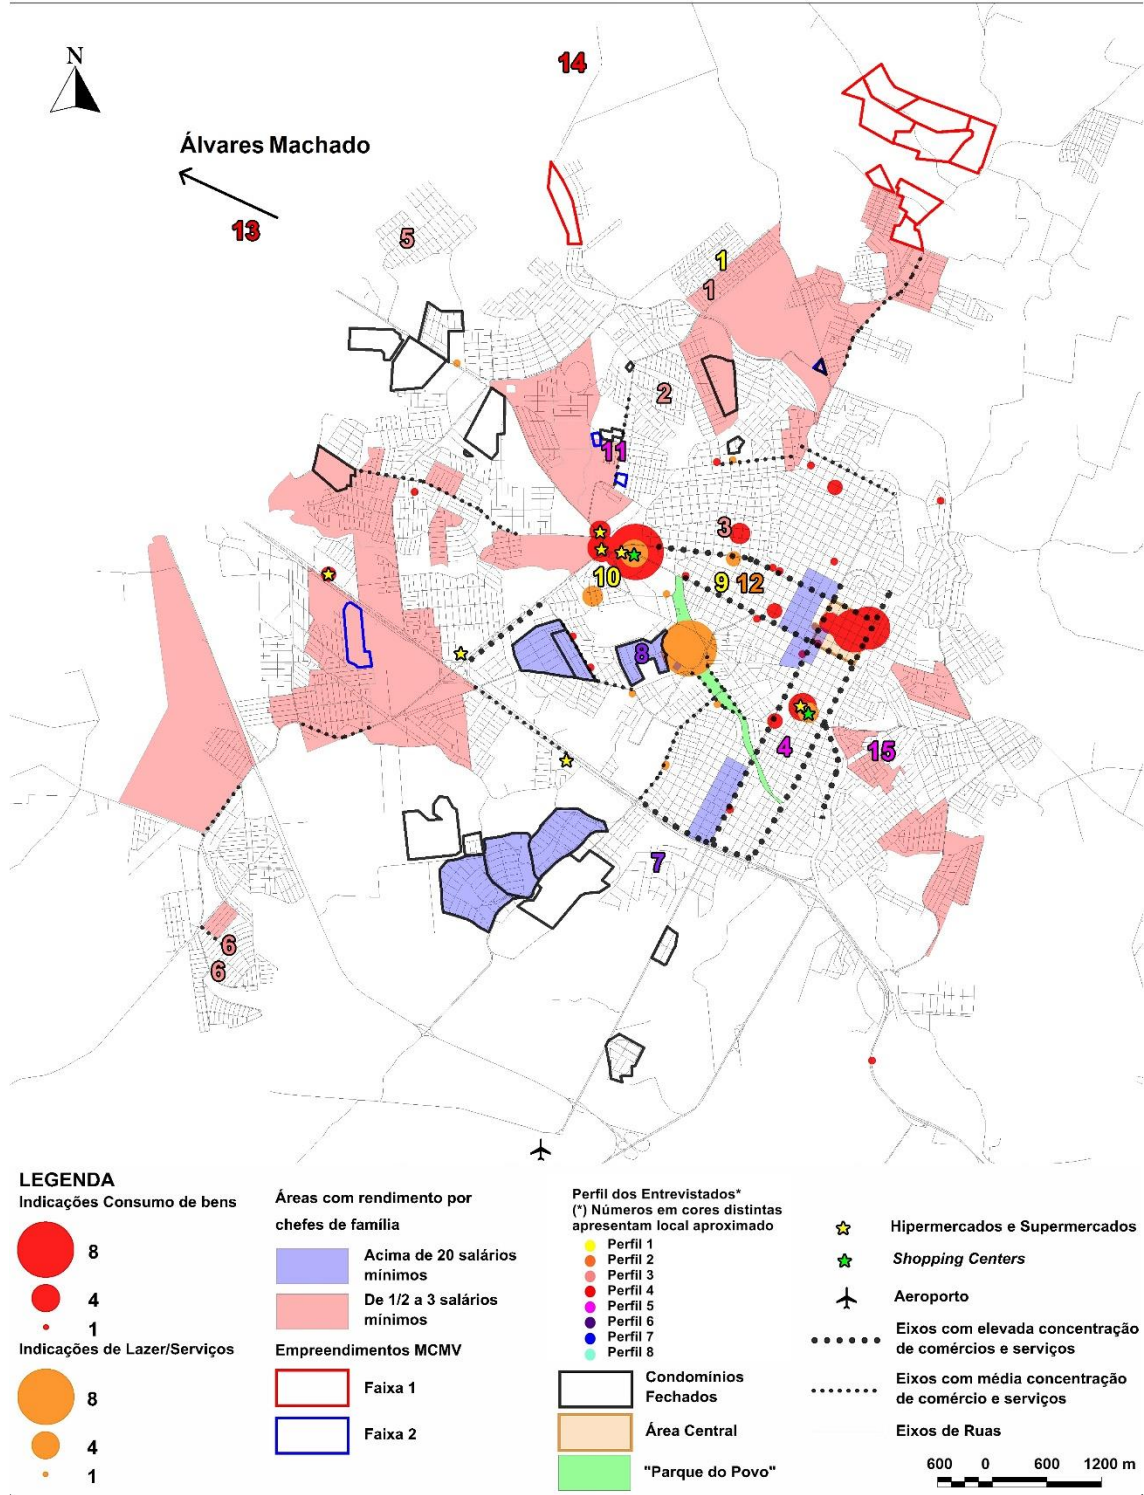 14
N
Álvares Machado
13
5
1
1
2
11
3
10
9
12
8
4
15
7
6
6
LEGENDA
Indicações Consumo de bens
8
4
1
Indicações de Lazer/Serviços
8
4
1
Áreas com rendimento por
chefes de família
Acima de 20 salários
mínimos
De 1/2 a 3 salários
mínimos
Empreendimentos MCMV
Faixa 1
Faixa 2
Perfil dos Entrevistados*
(*) Números em cores distintas
apresentam local aproximado
Perfil 1
Perfil 2
Perfil 3
Perfil 4
Perfil 5
Perfil 6
Perfil 7
Perfil 8
Condomínios
Fechados
Área Central
"Parque do Povo"
Hipermercados e Supermercados
Shopping Centers
Aeroporto
Eixos com elevada concentração
de comércios e serviços
Eixos com média concentração
de comércio e serviços
Eixos de Ruas
600 0 600 1200 m